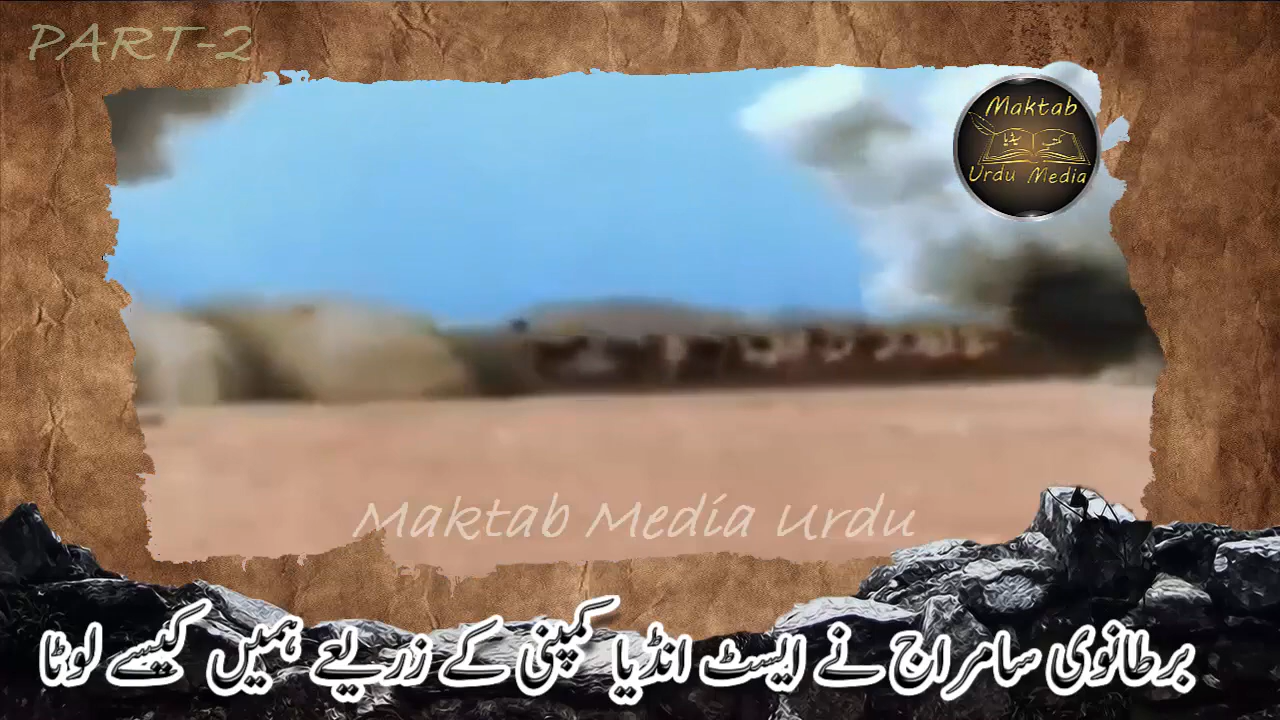 PART-2
Maktab
Urdu Media
Maktab Media Urdu
برطانوی سامراج نے ایسٹ انڈیا کمپنی کے زریعے ہمیں کیسے لوٹا